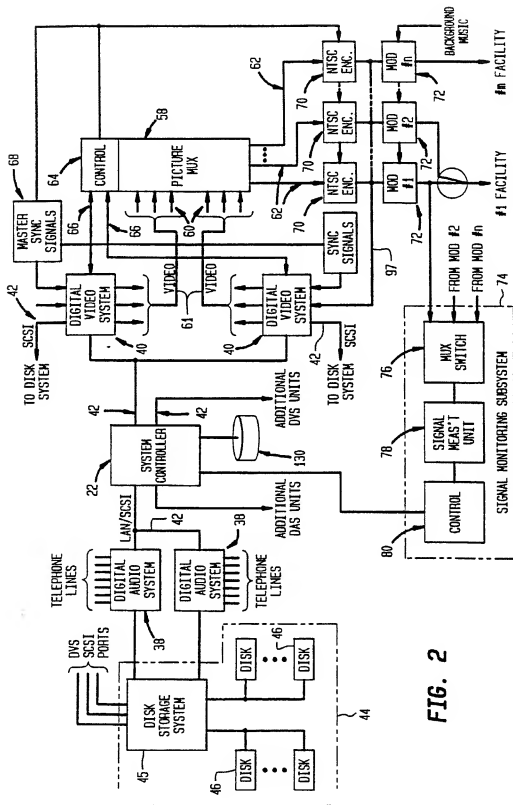 DVS
SCSI
PORTS
DISK
STORAGE
SYSTEM
45
DISK
46
DISK
DISK
46
DISK
44
TELEPHONE
LINES
DIGITAL
AUDIO
SYSTEM
38
DIGITAL
AUDIO
SYSTEM
38
TELEPHONE
LINES
LAN/SCSI
42
22
SYSTEM
CONTROLLER
130
ADDITIONAL
DAS UNITS
ADDITIONAL
DVS UNITS
42
42
TO DISK
SYSTEM
SCSI
42
DIGITAL
VIDEO
SYSTEM
40
VIDEO
61
VIDEO
DIGITAL
VIDEO
SYSTEM
40
42
SCSI
TO DISK
SYSTEM
MASTER
SYNC
SIGNALS
68
66
66
64
CONTROL
PICTURE
MUX
58
60
62
62
SYNC
SIGNALS
97
NTSC
ENC.
70
NTSC
ENC.
70
NTSC
ENC.
70
MOD
#1
72
MOD
#2
72
MOD
#n
72
BACKGROUND
MUSIC
#1 FACILITY
#m FACILITY
FROM MOD #2
FROM MOD #n
74
MUX
SWITCH
76
SIGNAL
MEAS'T
UNIT
78
CONTROL
80
SIGNAL MONITORING SUBSYSTEM
FIG. 2